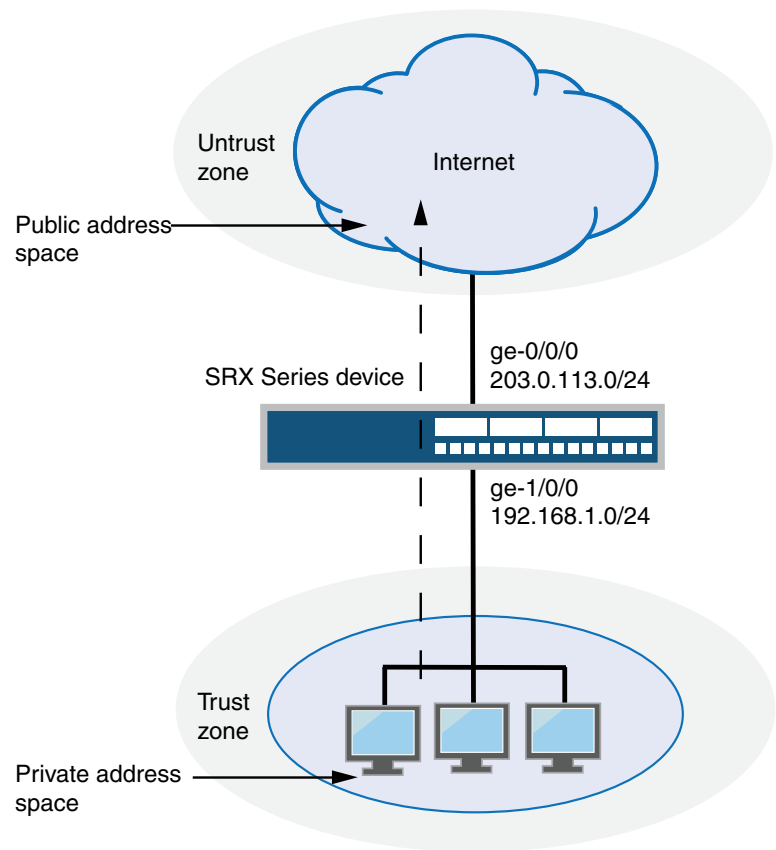 Untrust
zone
Internet
Public address
space
ge-0/0/0
203.0.113.0/24
SRX Series device
ge-1/0/0
192.168.1.0/24
Trust
zone
Private address
space